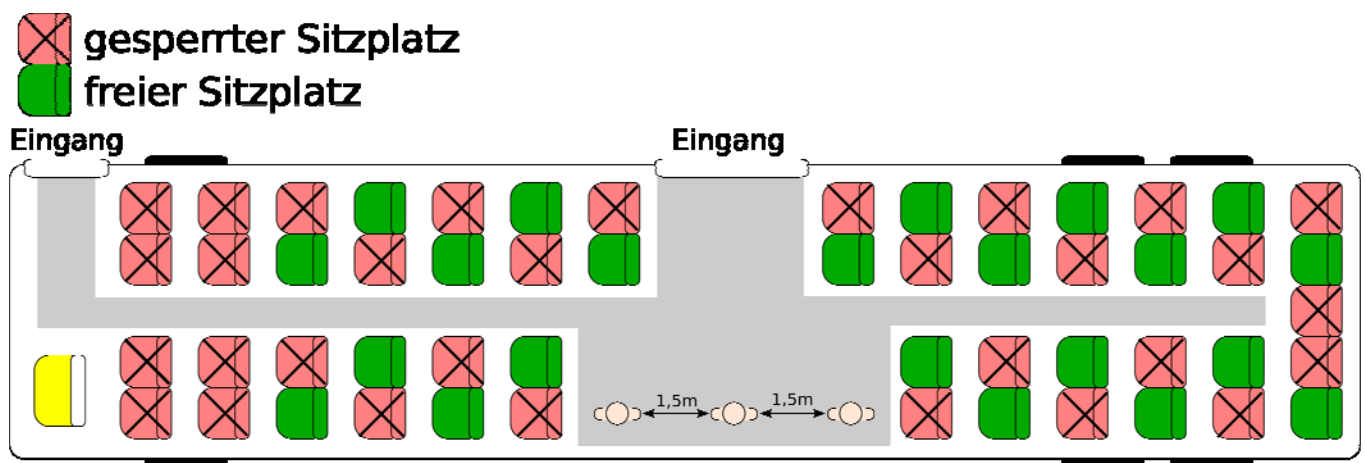 gesperrter Sitzplatz
freier Sitzplatz
Eingang
Eingang
1,5m
1,5m